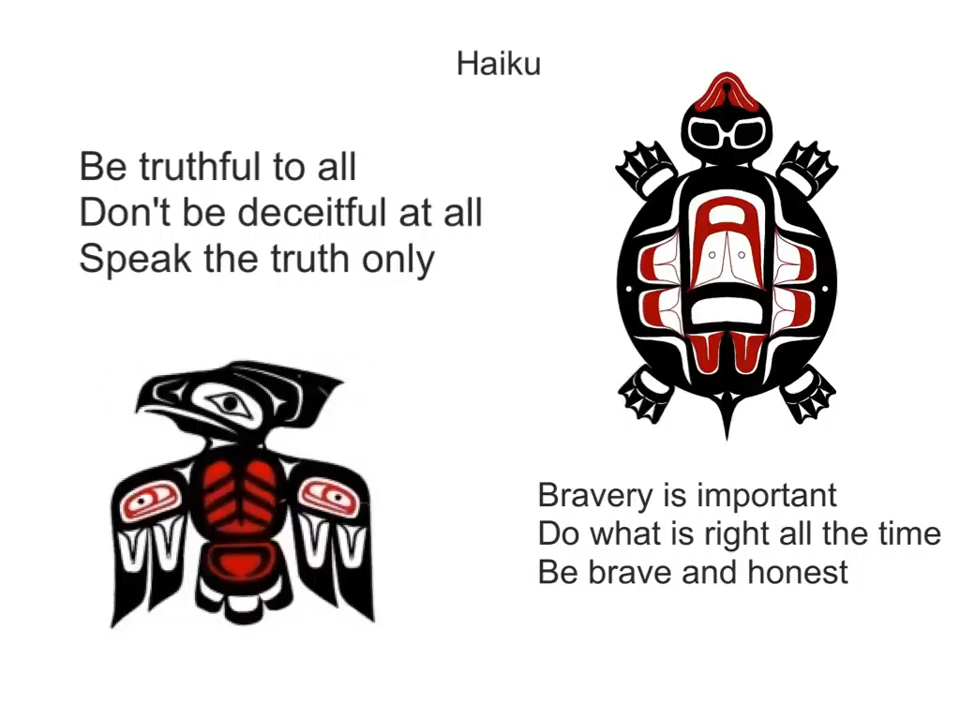 Haiku
Be truthful to all
Don't be deceitful at all
Speak the truth only
Bravery is important
Do what is right all the time
Be brave and honest